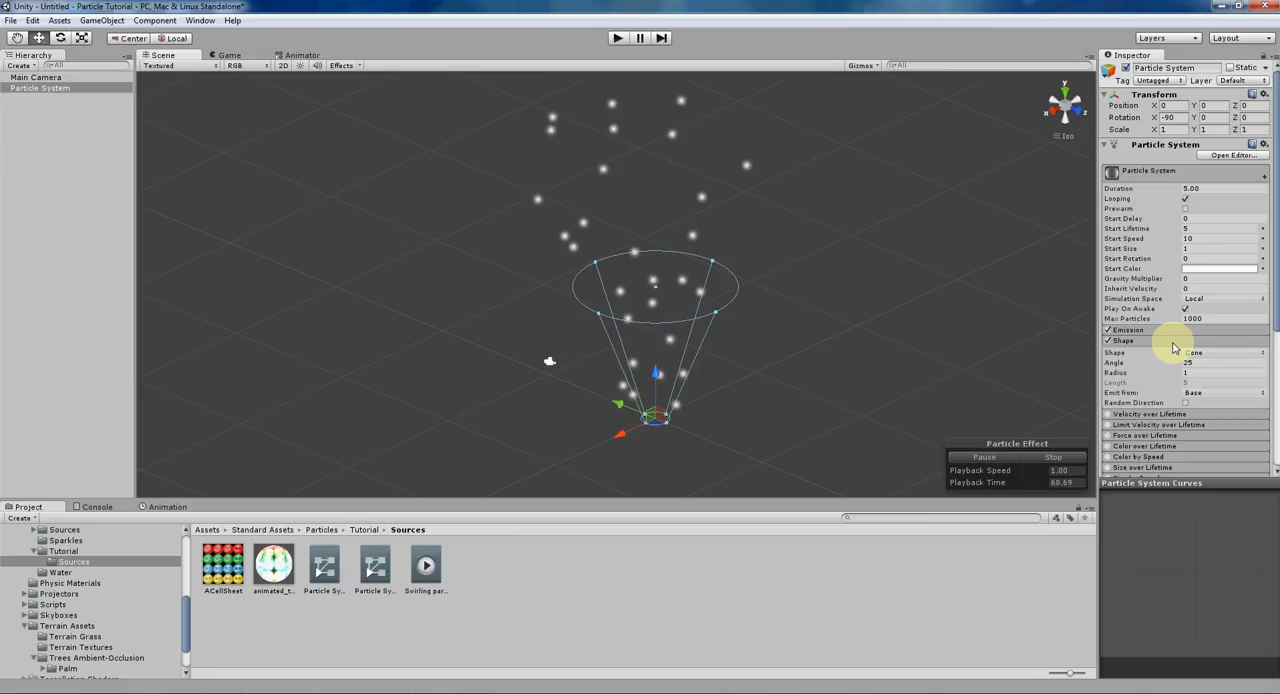 Unity - Untitled - Particle Tutorial - PC, Mac & Linux Standalone*
File Edit Assets GameObject Component Window Help
Center Local
Layers
Layout
Hierarchy
Create
All
Main Camera
Particle System
Scene
Game
Animator
Textured
RGB
2D
Effects
Gizmos
All
y
x
z
Iso
Particle Effect
Pause Stop
Playback Speed 1.00
Playback Time 68.69
Inspector
Particle System
Static
Tag Untagged Layer Default
Transform
Position X 0 Y 0 Z 0
Rotation X -90 Y 0 Z 0
Scale X 1 Y 1 Z 1
Particle System
Open Editor...
Particle System
Duration 5.00
Looping
Prewarm
Start Delay 0
Start Lifetime 5
Start Speed 10
Start Size 1
Start Rotation 0
Start Color
Gravity Multiplier 0
Inherit Velocity 0
Simulation Space Local
Play On Awake
Max Particles 1000
Emission
Shape
Shape Cone
Angle 25
Radius 1
Length 5
Emit from: Base
Random Direction
Velocity over Lifetime
Limit Velocity over Lifetime
Force over Lifetime
Color over Lifetime
Color by Speed
Size over Lifetime
Particle System Curves
Project
Console
Animation
Create
Sources
Sparkles
Tutorial
Sources
Water
Physic Materials
Projectors
Scripts
Skyboxes
Terrain Assets
Terrain Grass
Terrain Textures
Trees Ambient-Occlusion
Palm
Assets Standard Assets Particles Tutorial Sources
ACellSheet
animated_t...
Particle Sy...
Particle Sy...
Swirling par...